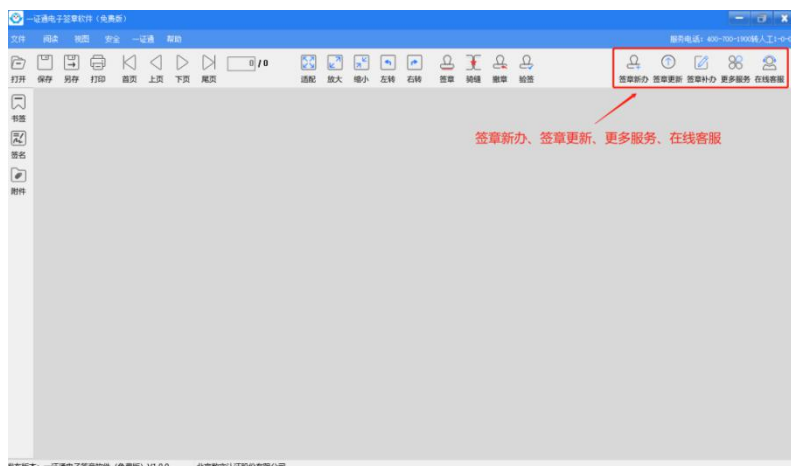 一证通电子签章软件（免费版）
文件 阅读 视图 安全 一证通 帮助 服务电话：400-700-1900转人工1-0-0
打开 保存 另存 打印 首页 上页 下页 尾页 0 / 0 适配 放大 缩小 左转 右转 签章 骑缝 撤章 验签 签章新办 签章更新 签章补办 更多服务 在线客服
书签
签名
附件
签章新办、签章更新、更多服务、在线客服